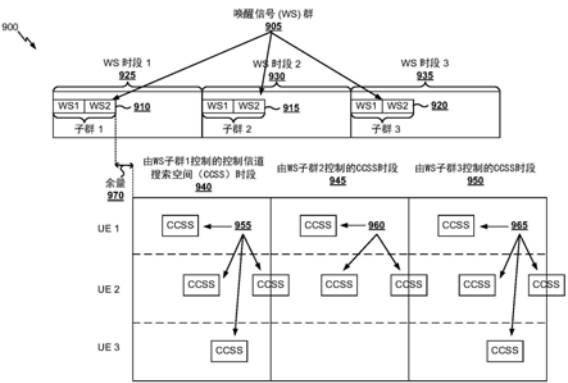 900
唤醒信号 (WS) 群
905
WS 时段 1
925
WS 时段 2
930
WS 时段 3
935
WS1 WS2 910 WS1 WS2 915 WS1 WS2 920
子群 1 子群 2 子群 3
余量
970
由WS子群1控制的控制信道
搜索空间（CCSS）时段
940
由WS子群2控制的CCSS时段
945
由WS子群3控制的CCSS时段
950
UE 1 CCSS 955 CCSS 960 CCSS 965
UE 2 CCSS CCSS CCSS CCSS CCSS CCSS
UE 3 CCSS CCSS